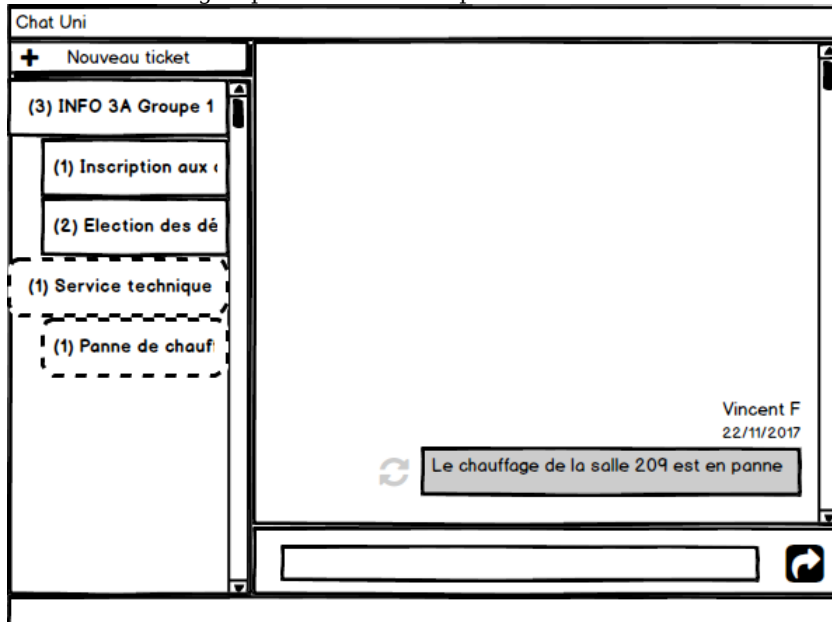 Chat Uni
Nouveau ticket
(3) INFO 3A Groupe 1
(1) Inscription aux
(2) Election des dé
(1) Service technique
(1) Panne de chauf
Vincent F
22/11/2017
Le chauffage de la salle 209 est en panne